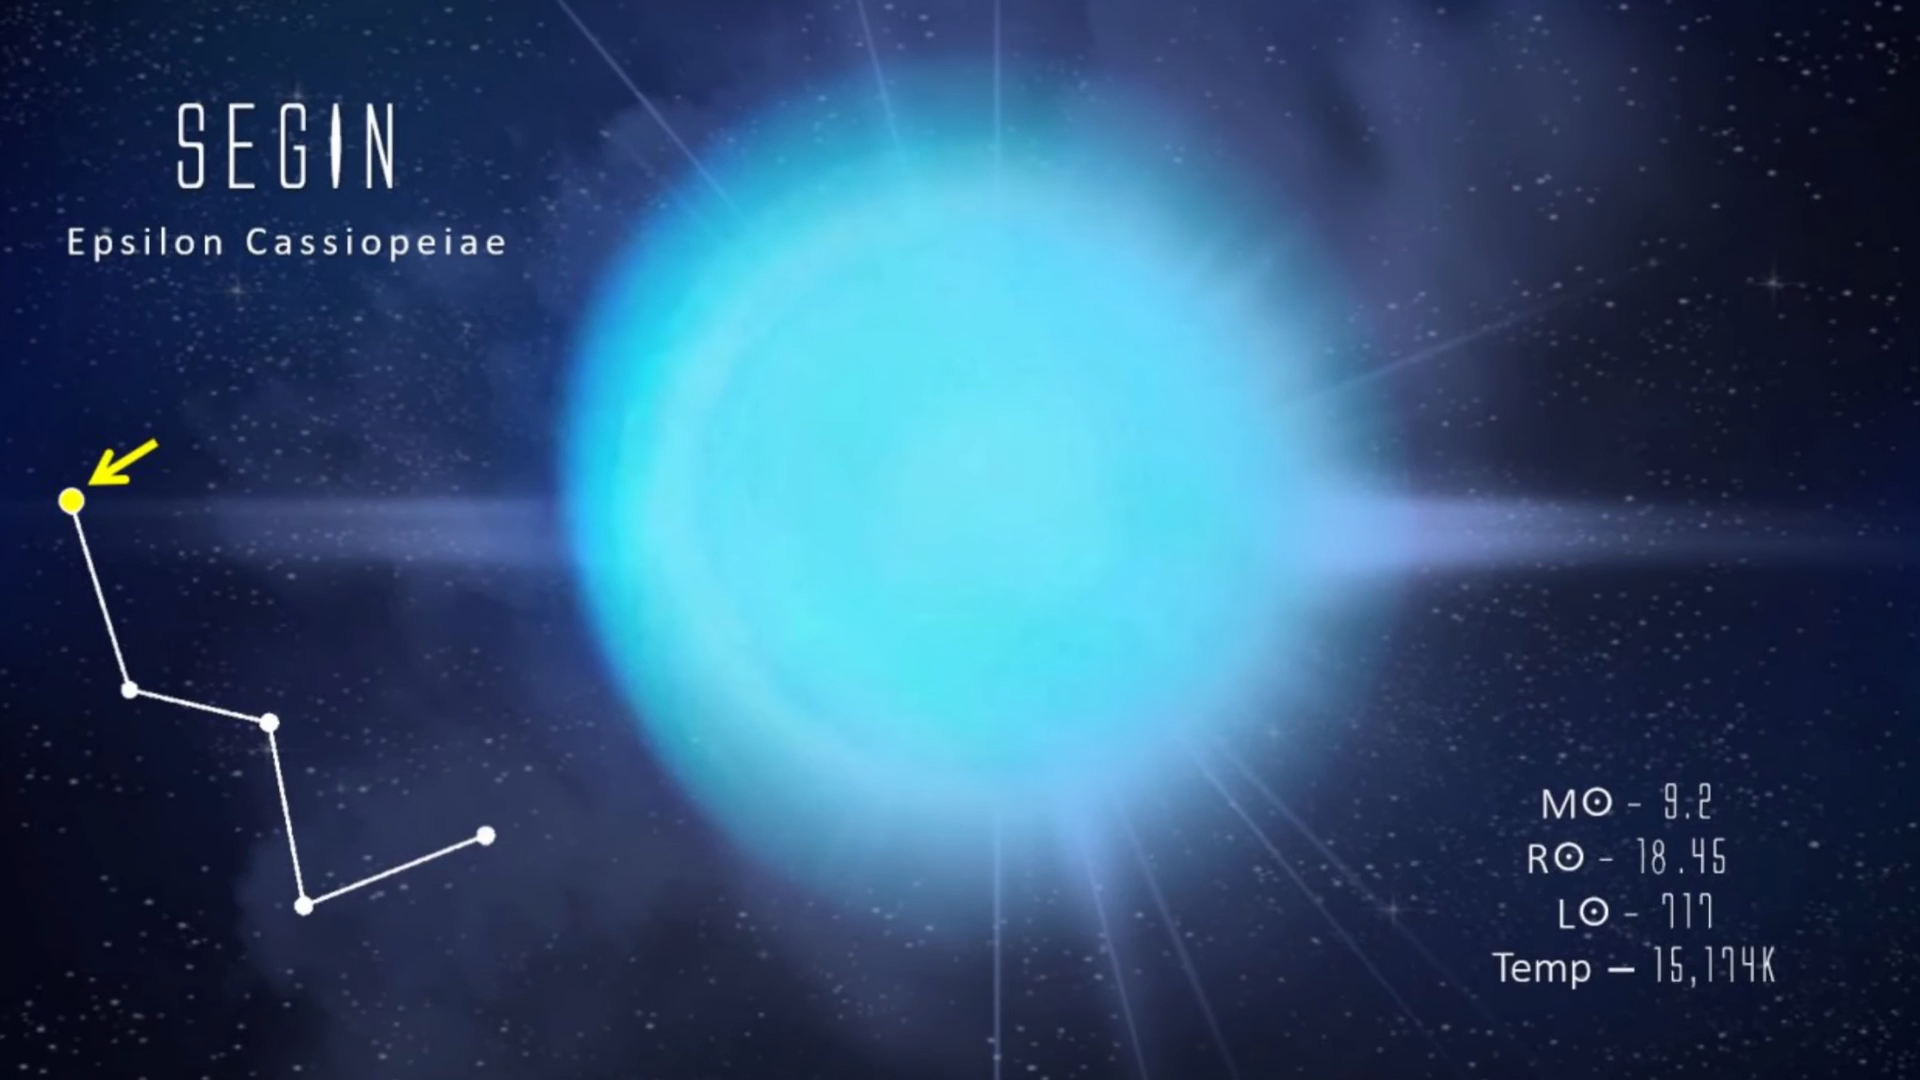 SEGIN
Epsilon Cassiopeiae
M☉ - 9.2
R☉ - 18.45
L☉ - 717
Temp – 15,174K